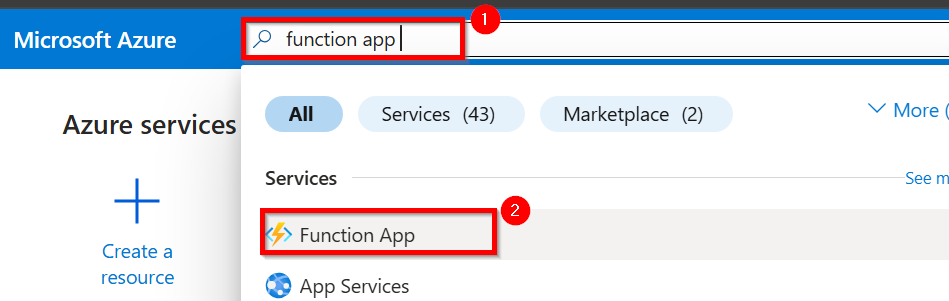 Microsoft Azure
function app
1
All
Services (43)
Marketplace (2)
More (
Azure services
Services
See m
2
Function App
Create a
resource
App Services